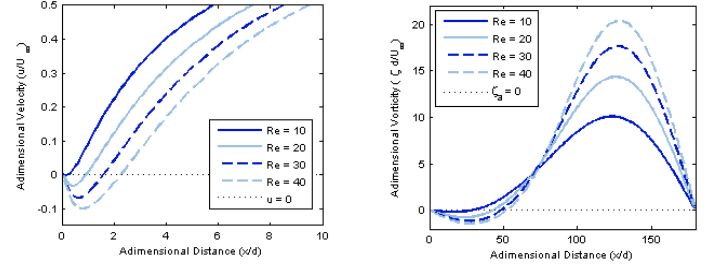 Adimensional Velocity (u/U∞)
0.5
0.4
0.3
0.2
0.1
0
-0.1
Re = 10
Re = 20
Re = 30
Re = 40
u = 0
0 2 4 6 8 10
Adimensional Distance (x/d)
Adimensional Vorticity ( ζ d/U∞)
20
15
10
5
0
Re = 10
Re = 20
Re = 30
Re = 40
ζa = 0
0 50 100 150
Adimensional Distance (x/d)